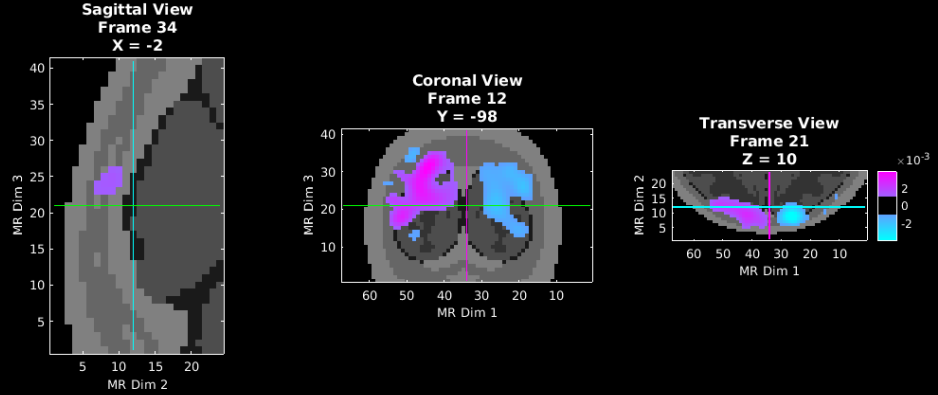 Sagittal View
Frame 34
X = -2
40
35
30
25
20
15
10
5
MR Dim 3
5 10 15 20
MR Dim 2
Coronal View
Frame 12
Y = -98
40
30
20
10
MR Dim 3
60 50 40 30 20 10
MR Dim 1
Transverse View
Frame 21
Z = 10
20
15
10
5
MR Dim 2
60 50 40 30 20 10
MR Dim 1
×10⁻³
2
0
-2